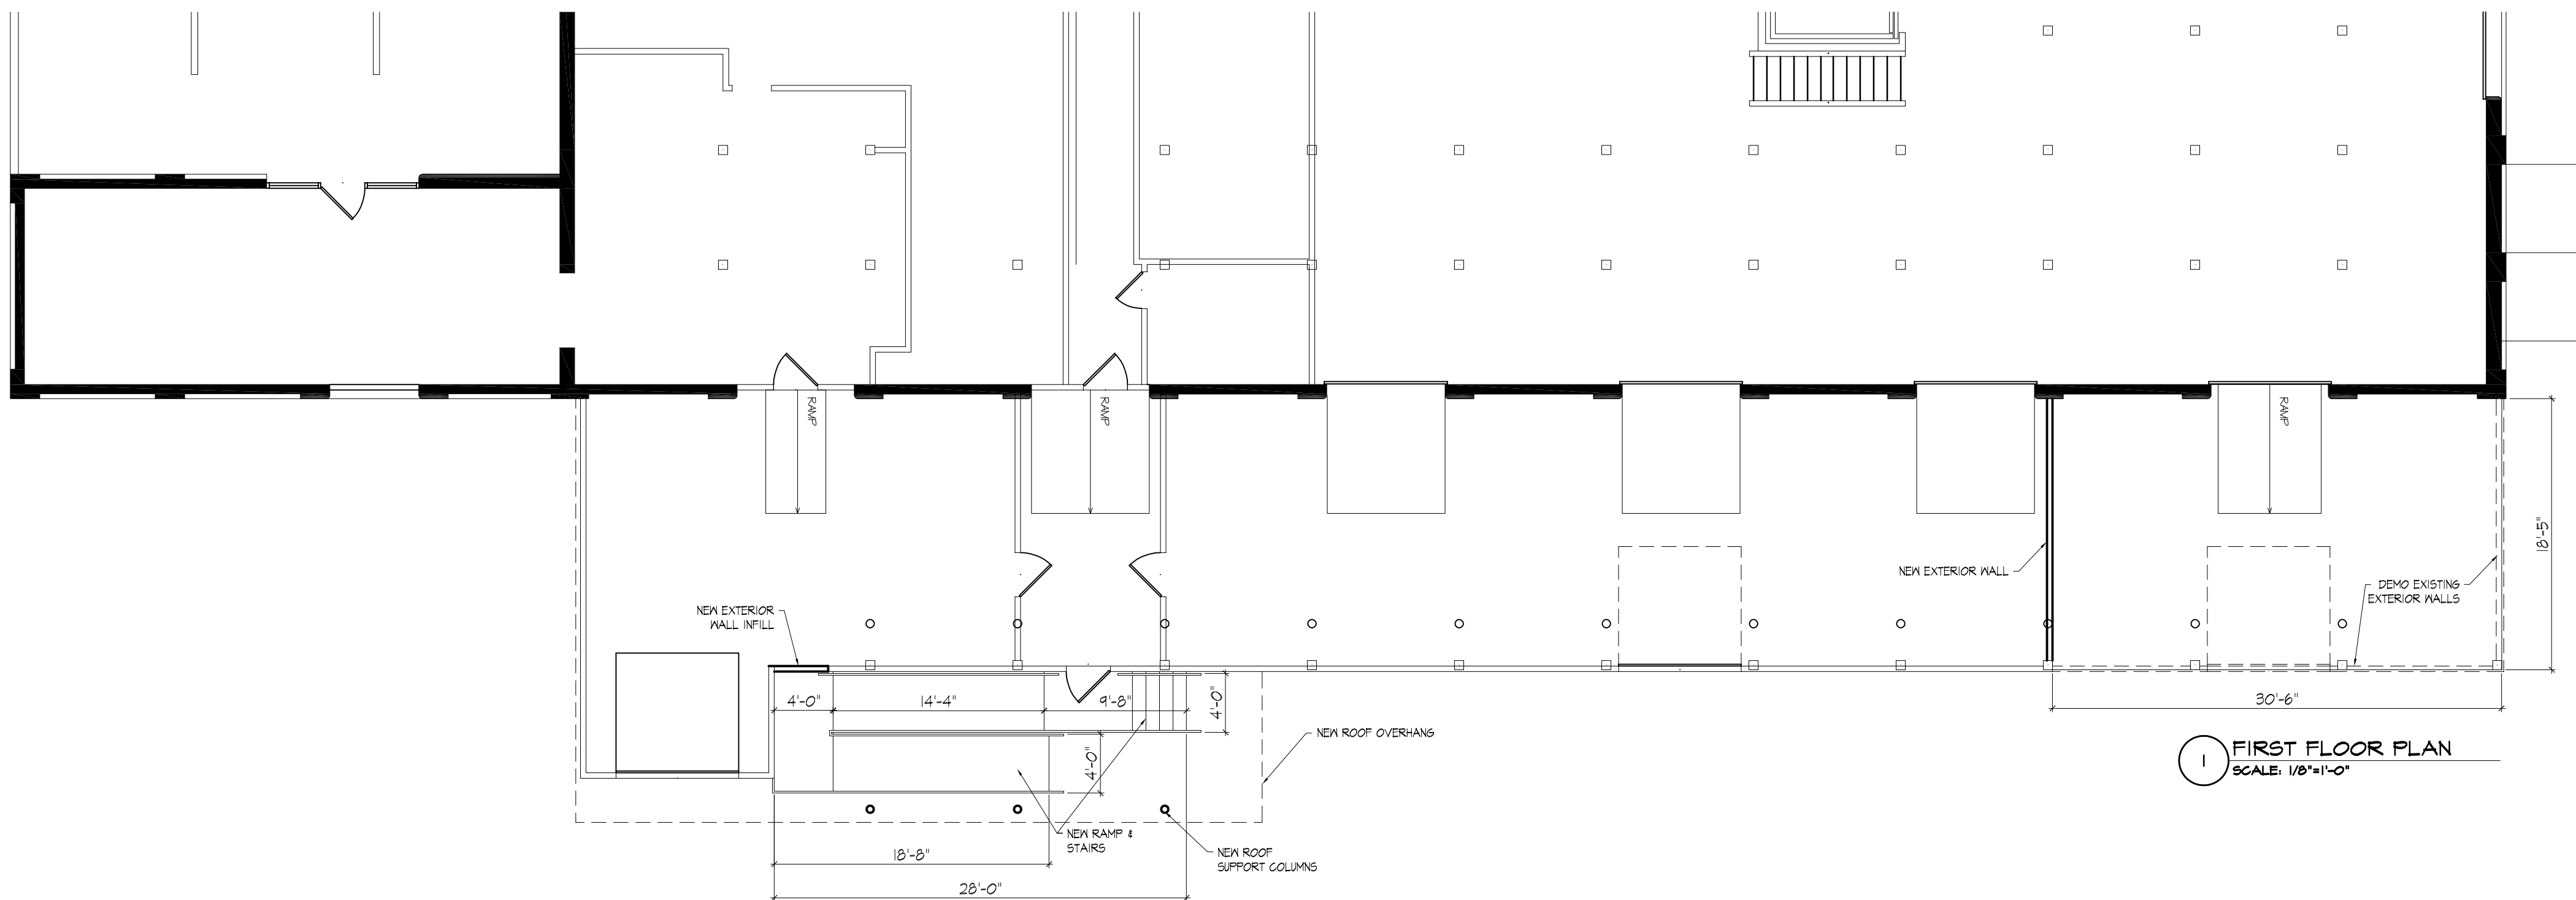 RAMP
RAMP
RAMP
18'-5"
NEW EXTERIOR WALL
DEMO EXISTING
EXTERIOR WALLS
NEW EXTERIOR
WALL INFILL
4'-0"
14'-4"
9'-8"
4'-0"
30'-6"
NEW ROOF OVERHANG
4'-0"
1
FIRST FLOOR PLAN
SCALE: 1/8"=1'-0"
NEW RAMP &
STAIRS
18'-8"
NEW ROOF
SUPPORT COLUMNS
28'-0"